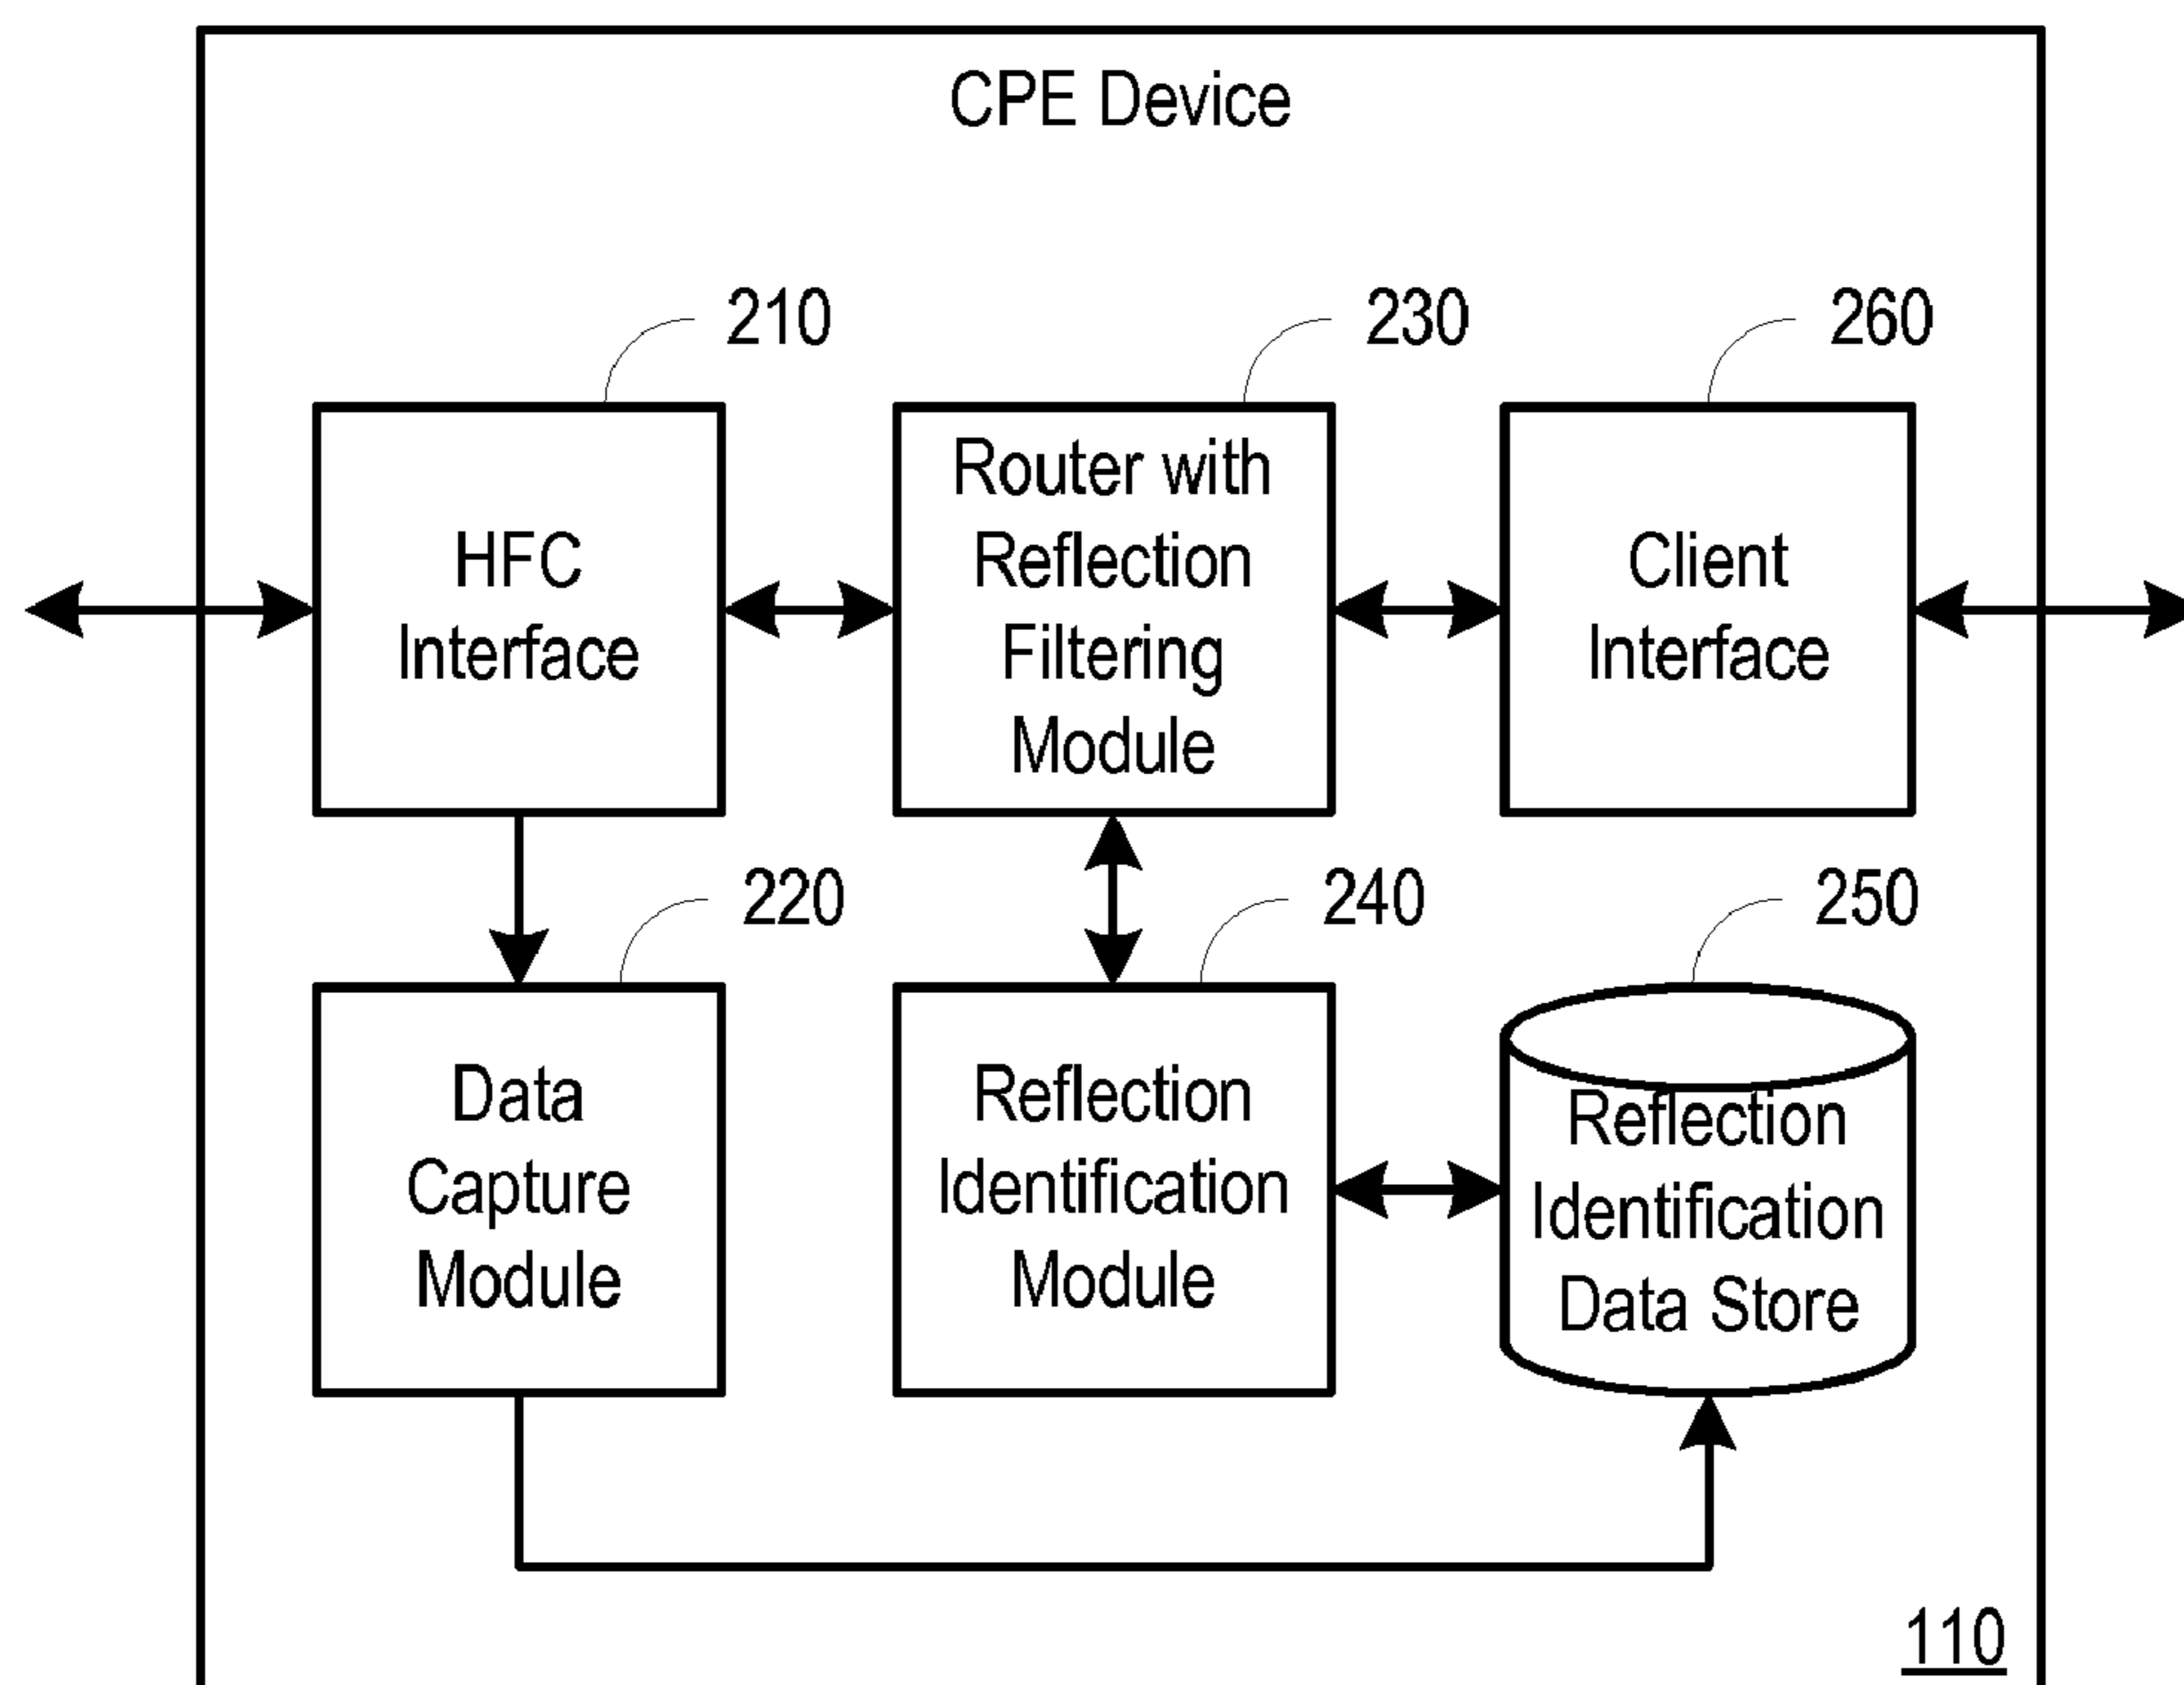 CPE Device
210
230
260
HFC
Interface
Router with
Reflection
Filtering
Module
Client
Interface
220
240
250
Data
Capture
Module
Reflection
Identification
Module
Reflection
Identification
Data Store
110